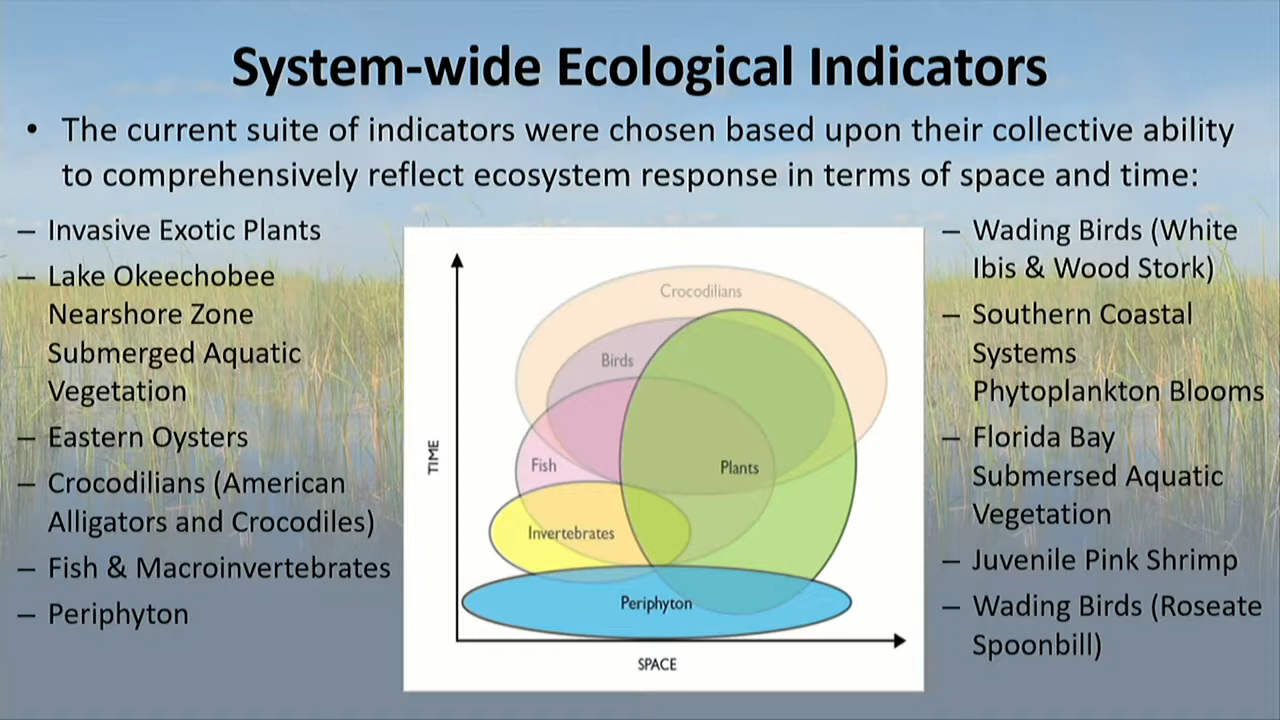 System-wide Ecological Indicators
• The current suite of indicators were chosen based upon their collective ability
to comprehensively reflect ecosystem response in terms of space and time:
– Invasive Exotic Plants
– Lake Okeechobee
Nearshore Zone
Submerged Aquatic
Vegetation
– Eastern Oysters
– Crocodilians (American
Alligators and Crocodiles)
– Fish & Macroinvertebrates
– Periphyton
Crocodilians
Birds
Fish
Plants
Invertebrates
Periphyton
TIME
SPACE
– Wading Birds (White
Ibis & Wood Stork)
– Southern Coastal
Systems
Phytoplankton Blooms
– Florida Bay
Submersed Aquatic
Vegetation
– Juvenile Pink Shrimp
– Wading Birds (Roseate
Spoonbill)